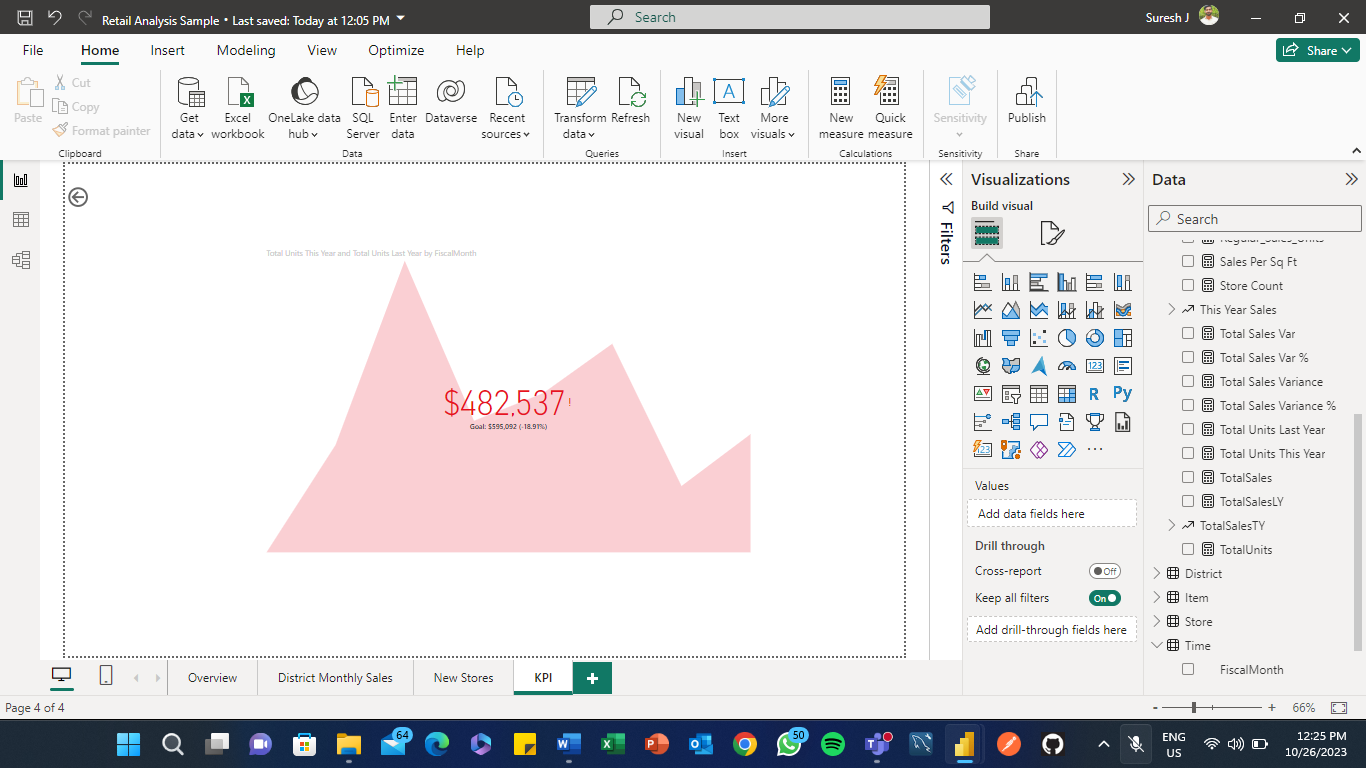 Retail Analysis Sample • Last saved: Today at 12:05 PM
Search
Suresh J
File Home Insert Modeling View Optimize Help
Share
Paste
Cut
Copy
Format painter
Clipboard
Get data
Excel workbook
OneLake data hub
SQL Server
Enter data
Dataverse
Recent sources
Data
Transform data
Refresh
Queries
New visual
Text box
More visuals
Insert
New measure
Quick measure
Calculations
Sensitivity
Sensitivity
Publish
Share
Total Units This Year and Total Units Last Year by FiscalMonth
$482,537!
Goal: $595,092 (-18.91%)
Filters
Visualizations
Build visual
123
R
Py
123
Values
Add data fields here
Drill through
Cross-report
Off
Keep all filters
On
Add drill-through fields here
Data
Search
Regular_Sales_Units
Sales Per Sq Ft
Store Count
This Year Sales
Total Sales Var
Total Sales Var %
Total Sales Variance
Total Sales Variance %
Total Units Last Year
Total Units This Year
TotalSales
TotalSalesLY
TotalSalesTY
TotalUnits
District
Item
Store
Time
FiscalMonth
Overview
District Monthly Sales
New Stores
KPI
Page 4 of 4
- + 66%
64
50
ENG
US
12:25 PM
10/26/2023